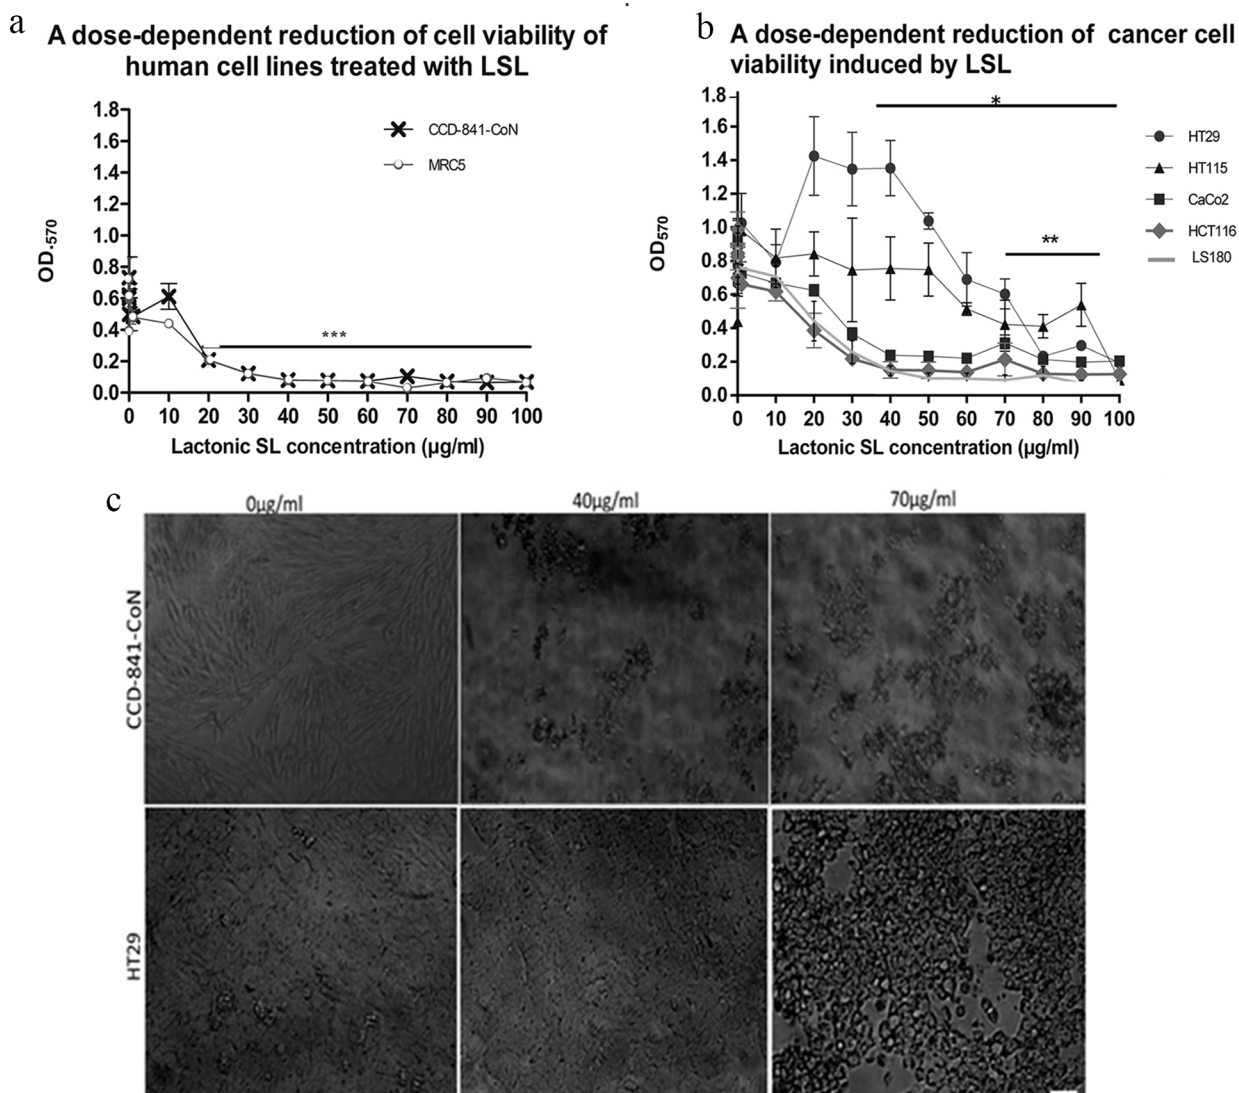 a
A dose-dependent reduction of cell viability of
human cell lines treated with LSL
1.8
1.6
1.4
1.2
1.0
0.8
0.6
0.4
0.2
0.0
OD-570
CCD-841-CoN
MRC5
***
0 10 20 30 40 50 60 70 80 90 100
Lactonic SL concentration (µg/ml)
b
A dose-dependent reduction of cancer cell
viability induced by LSL
1.8
1.6
1.4
1.2
1.0
0.8
0.6
0.4
0.2
0.0
OD570
*
**
HT29
HT115
CaCo2
HCT116
LS180
0 10 20 30 40 50 60 70 80 90 100
Lactonic SL concentration (µg/ml)
c
0µg/ml 40µg/ml 70µg/ml
CCD-841-CoN
HT29